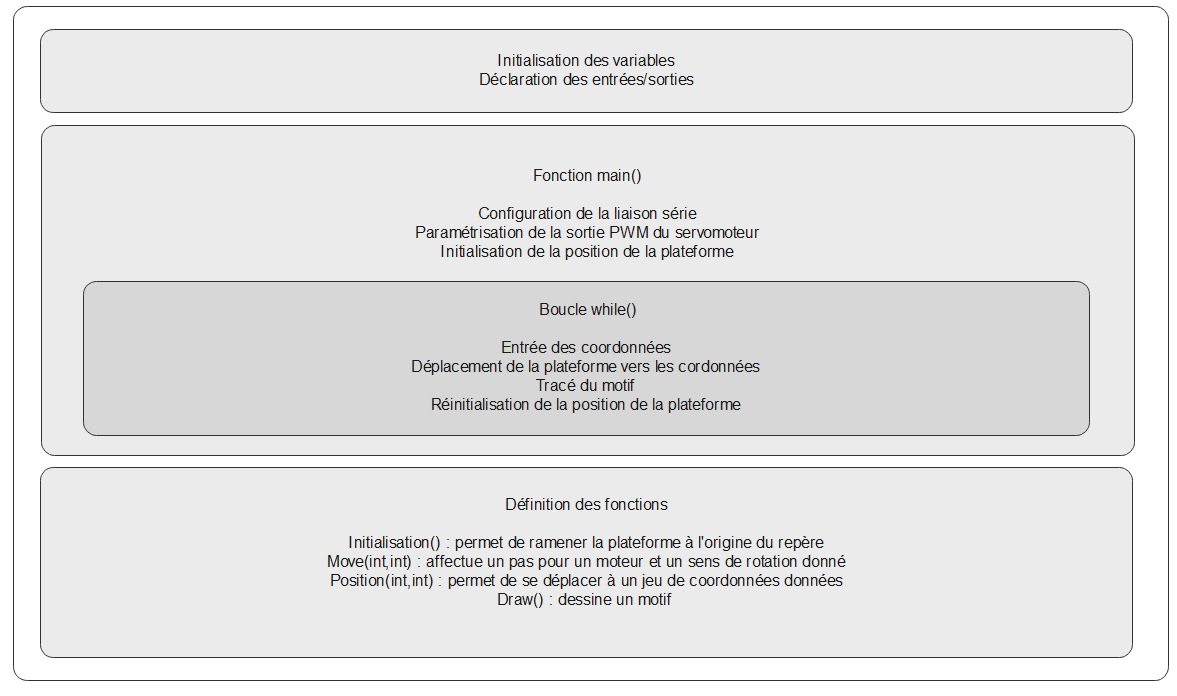 Initialisation des variables
Déclaration des entrées/sorties
Fonction main()
Configuration de la liaison série
Paramétrisation de la sortie PWM du servomoteur
Initialisation de la position de la plateforme
Boucle while()
Entrée des coordonnées
Déplacement de la plateforme vers les cordonnées
Tracé du motif
Réinitialisation de la position de la plateforme
Définition des fonctions
Initialisation() : permet de ramener la plateforme à l'origine du repère
Move(int,int) : affectue un pas pour un moteur et un sens de rotation donné
Position(int,int) : permet de se déplacer à un jeu de coordonnées données
Draw() : dessine un motif